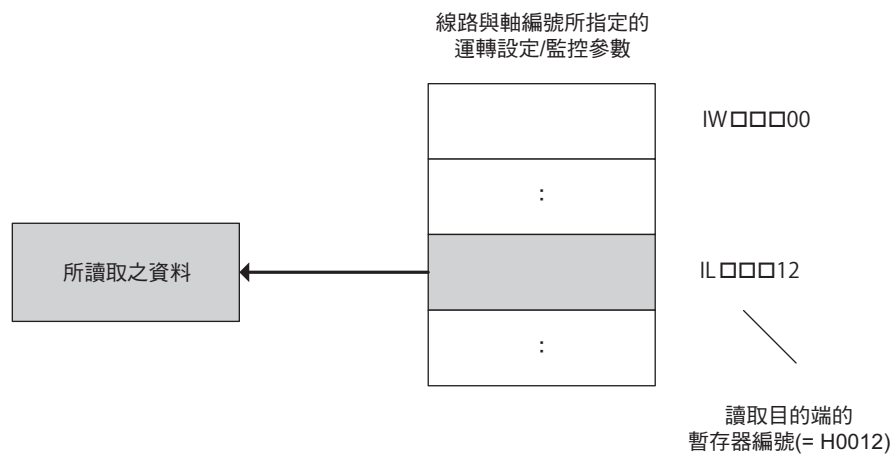 線路與軸編號所指定的
運轉設定/監控參數
IW□□□00
:
所讀取之資料
IL□□□12
:
讀取目的端的
暫存器編號(= H0012)